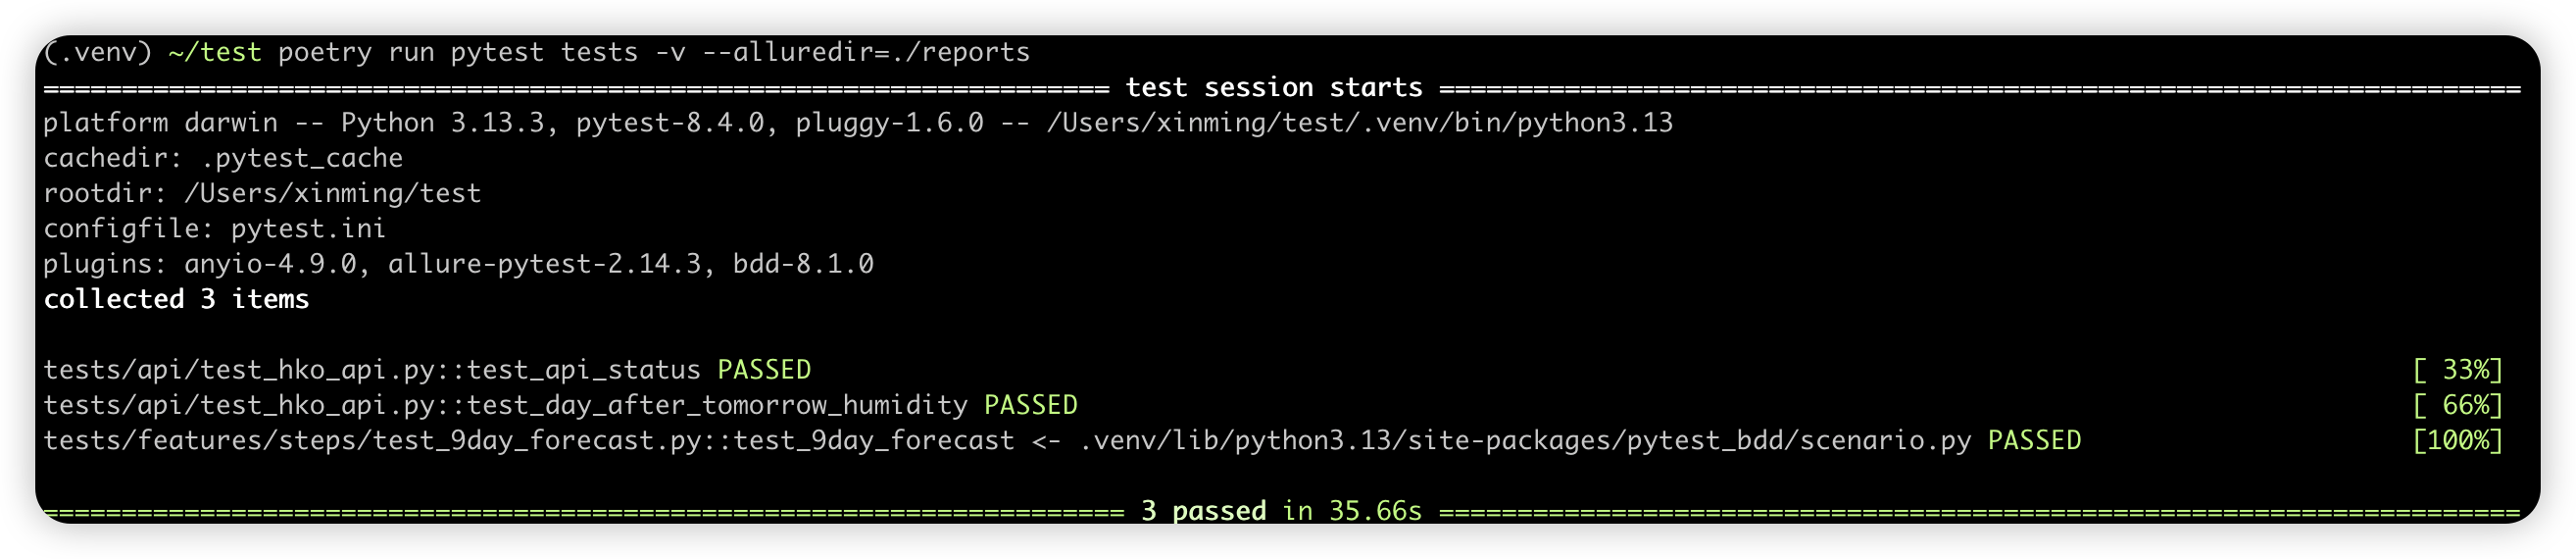 (.venv) ~/test poetry run pytest tests -v --alluredir=./reports
============================== test session starts ==============================
platform darwin -- Python 3.13.3, pytest-8.4.0, pluggy-1.6.0 -- /Users/xinming/test/.venv/bin/python3.13
cachedir: .pytest_cache
rootdir: /Users/xinming/test
configfile: pytest.ini
plugins: anyio-4.9.0, allure-pytest-2.14.3, bdd-8.1.0
collected 3 items
tests/api/test_hko_api.py::test_api_status PASSED [ 33%]
tests/api/test_hko_api.py::test_day_after_tomorrow_humidity PASSED [ 66%]
tests/features/steps/test_9day_forecast.py::test_9day_forecast <- .venv/lib/python3.13/site-packages/pytest_bdd/scenario.py PASSED [100%]
============================== 3 passed in 35.66s ==============================